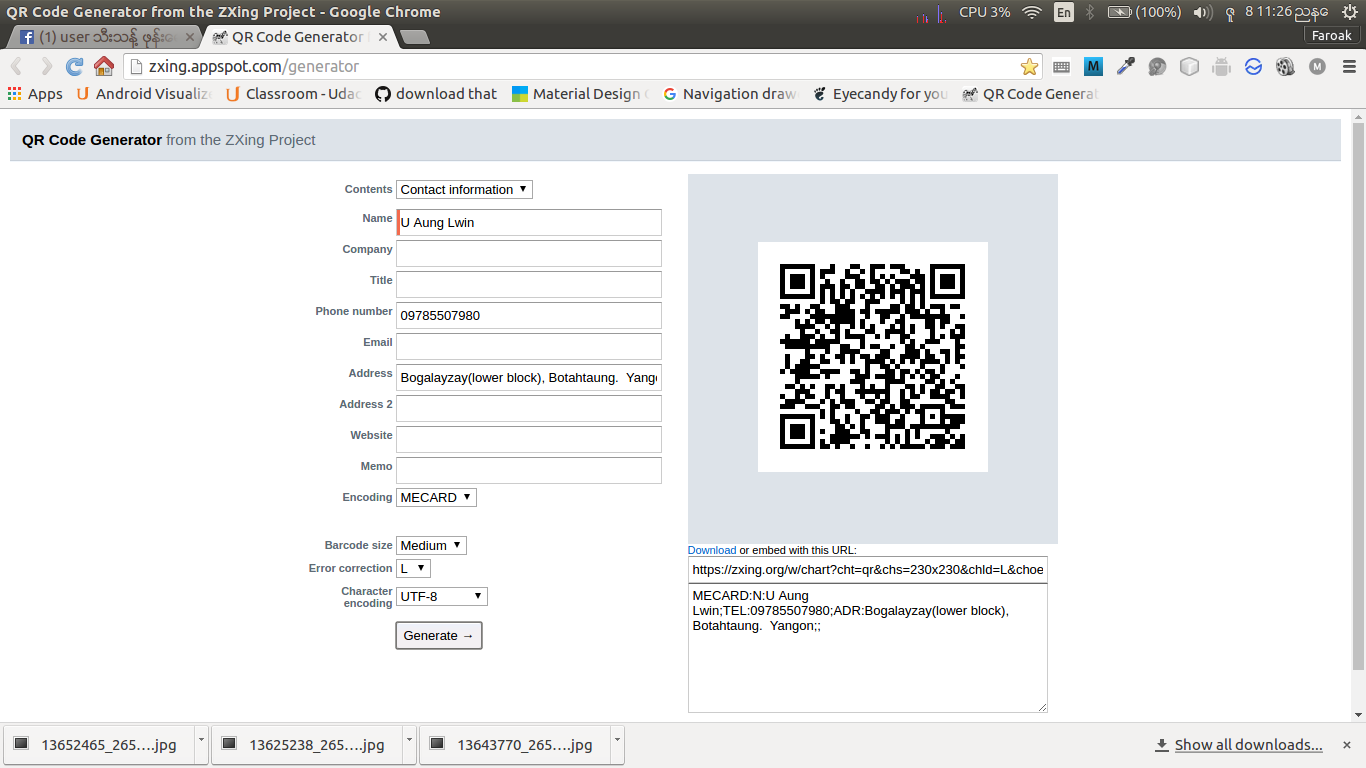 QR Code Generator from the ZXing Project - Google Chrome
CPU 3% En (100%) 8 11:26 ညနေ
(1) user သီးသန့်
QR Code Generator
Faroak
zxing.appspot.com/generator
Apps Android Visualiz Classroom - Udac download that Material Design Navigation draw Eyecandy for you QR Code Generat
QR Code Generator from the ZXing Project
Contents Contact information
Name U Aung Lwin
Company
Title
Phone number 09785507980
Email
Address Bogalayzay(lower block), Botahtaung.  Yango
Address 2
Website
Memo
Encoding MECARD
Barcode size Medium
Error correction L
Character
encoding UTF-8
Generate →
Download or embed with this URL:
https://zxing.org/w/chart?cht=qr&chs=230x230&chld=L&choe
MECARD:N:U Aung
Lwin;TEL:09785507980;ADR:Bogalayzay(lower block),
Botahtaung.  Yangon;;
13652465_265....jpg 13625238_265....jpg 13643770_265....jpg Show all downloads...